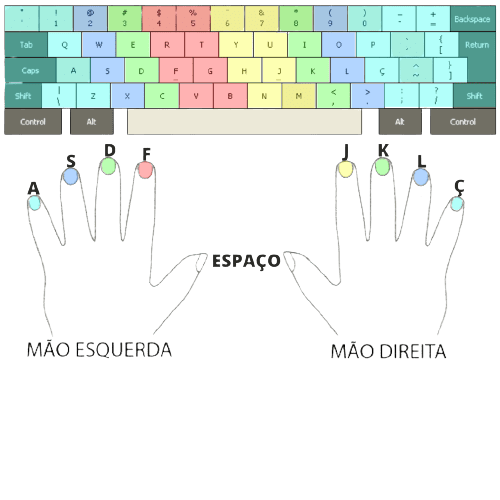 ! @ # $ % ¨ & * ( ) _ + Backspace
' 1 2 3 4 5 6 7 8 9 0 - =
Tab Q W E R T Y U I O P ` { Return
´ [
Caps A S D F G H J K L Ç ^ }
~ ]
Shift | Z X C V B N M < > : ? Shift
\ , . ; /
Control Alt Alt Control
A S D F J K L Ç
ESPAÇO
MÃO ESQUERDA MÃO DIREITA